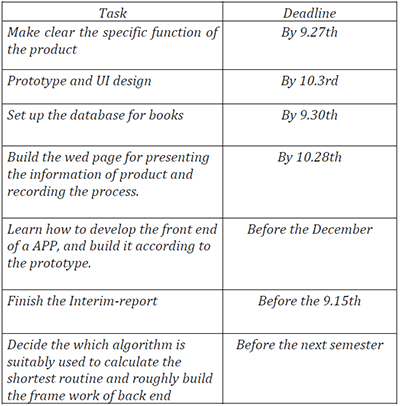 Task Deadline
Make clear the specific function of By 9.27th
the product
Prototype and UI design By 10.3rd
Set up the database for books By 9.30th
Build the wed page for presenting By 10.28th
the information of product and
recording the process.
Learn how to develop the front end Before the December
of a APP, and build it according to
the prototype.
Finish the Interim-report Before the 9.15th
Decide the which algorithm is Before the next semester
suitably used to calculate the
shortest routine and roughly build
the frame work of back end